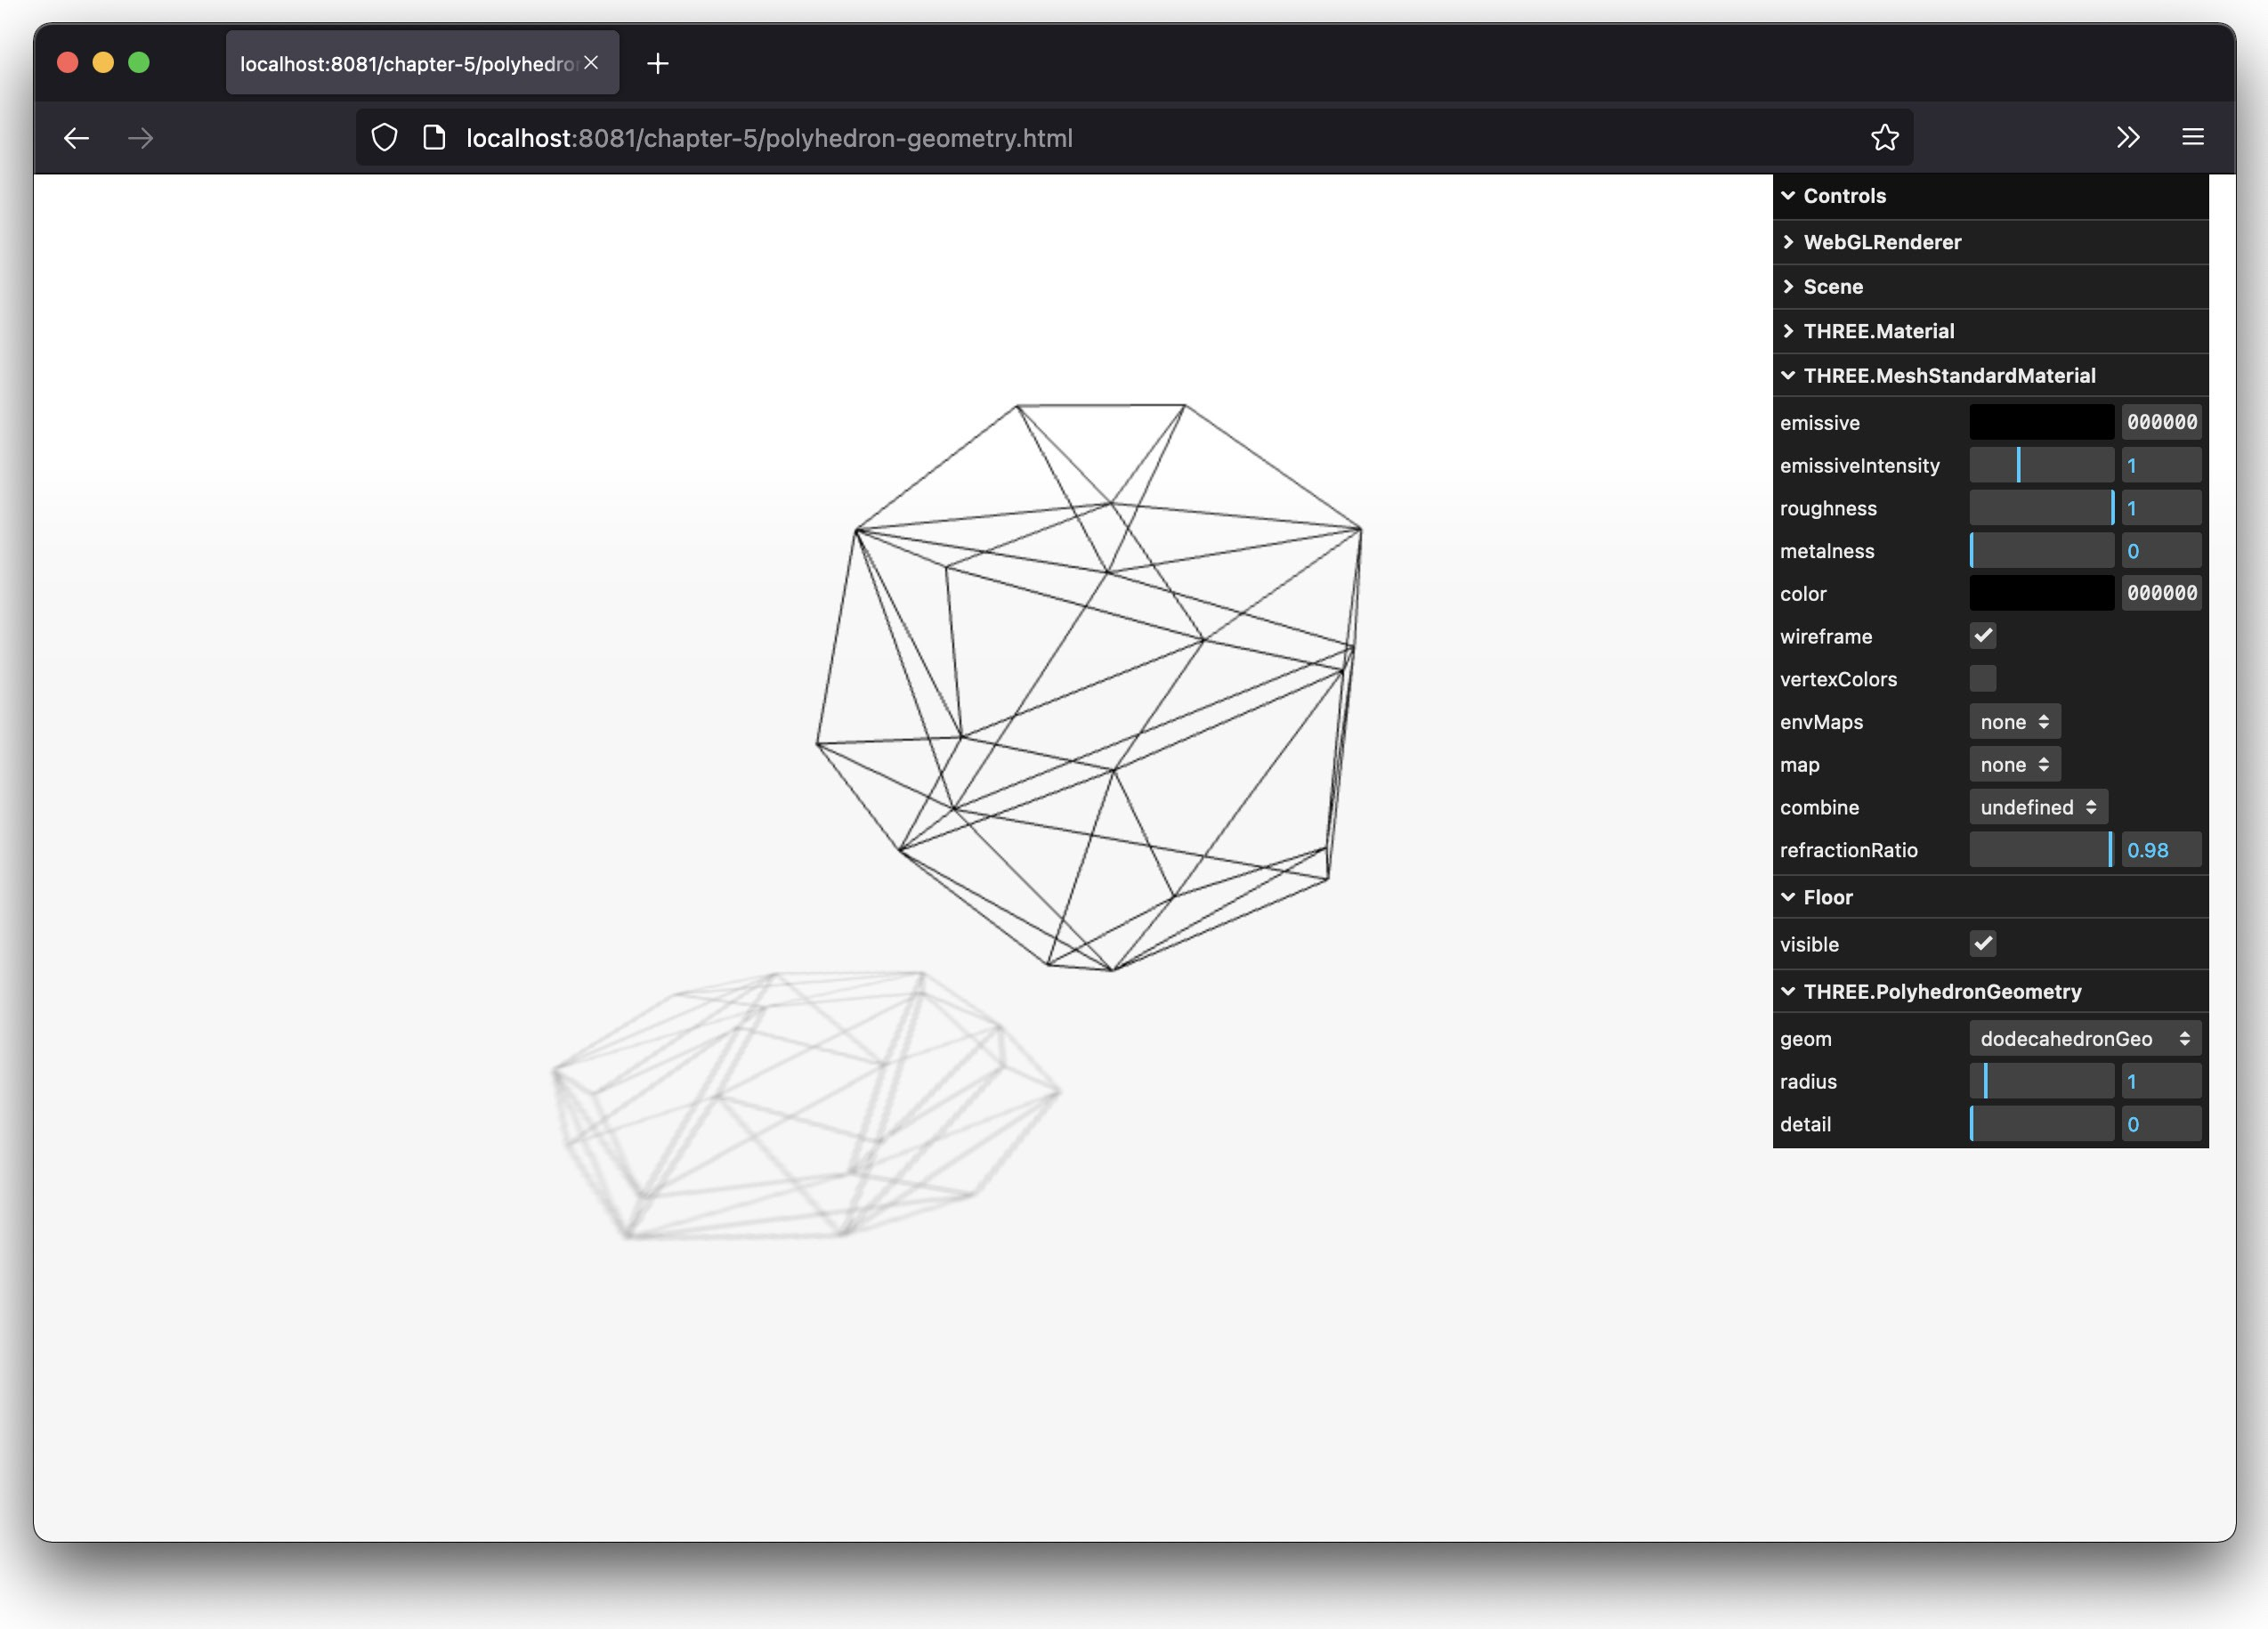 localhost:8081/chapter-5/polyhedro
localhost:8081/chapter-5/polyhedron-geometry.html
Controls
WebGLRenderer
Scene
THREE.Material
THREE.MeshStandardMaterial
emissive 000000
emissiveIntensity 1
roughness 1
metalness 0
color 000000
wireframe
vertexColors
envMaps none
map none
combine undefined
refractionRatio 0.98
Floor
visible
THREE.PolyhedronGeometry
geom dodecahedronGeo
radius 1
detail 0